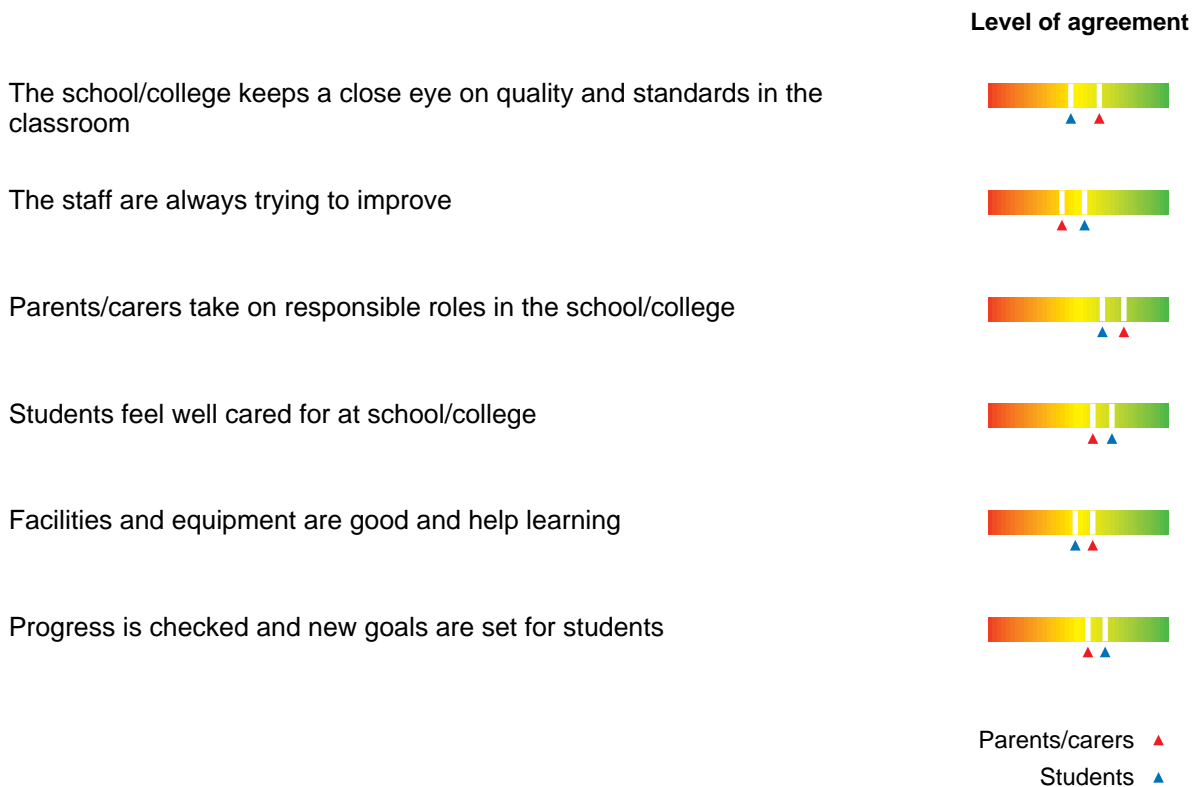 Level of agreement
The school/college keeps a close eye on quality and standards in the
classroom
The staff are always trying to improve
Parents/carers take on responsible roles in the school/college
Students feel well cared for at school/college
Facilities and equipment are good and help learning
Progress is checked and new goals are set for students
Parents/carers
Students